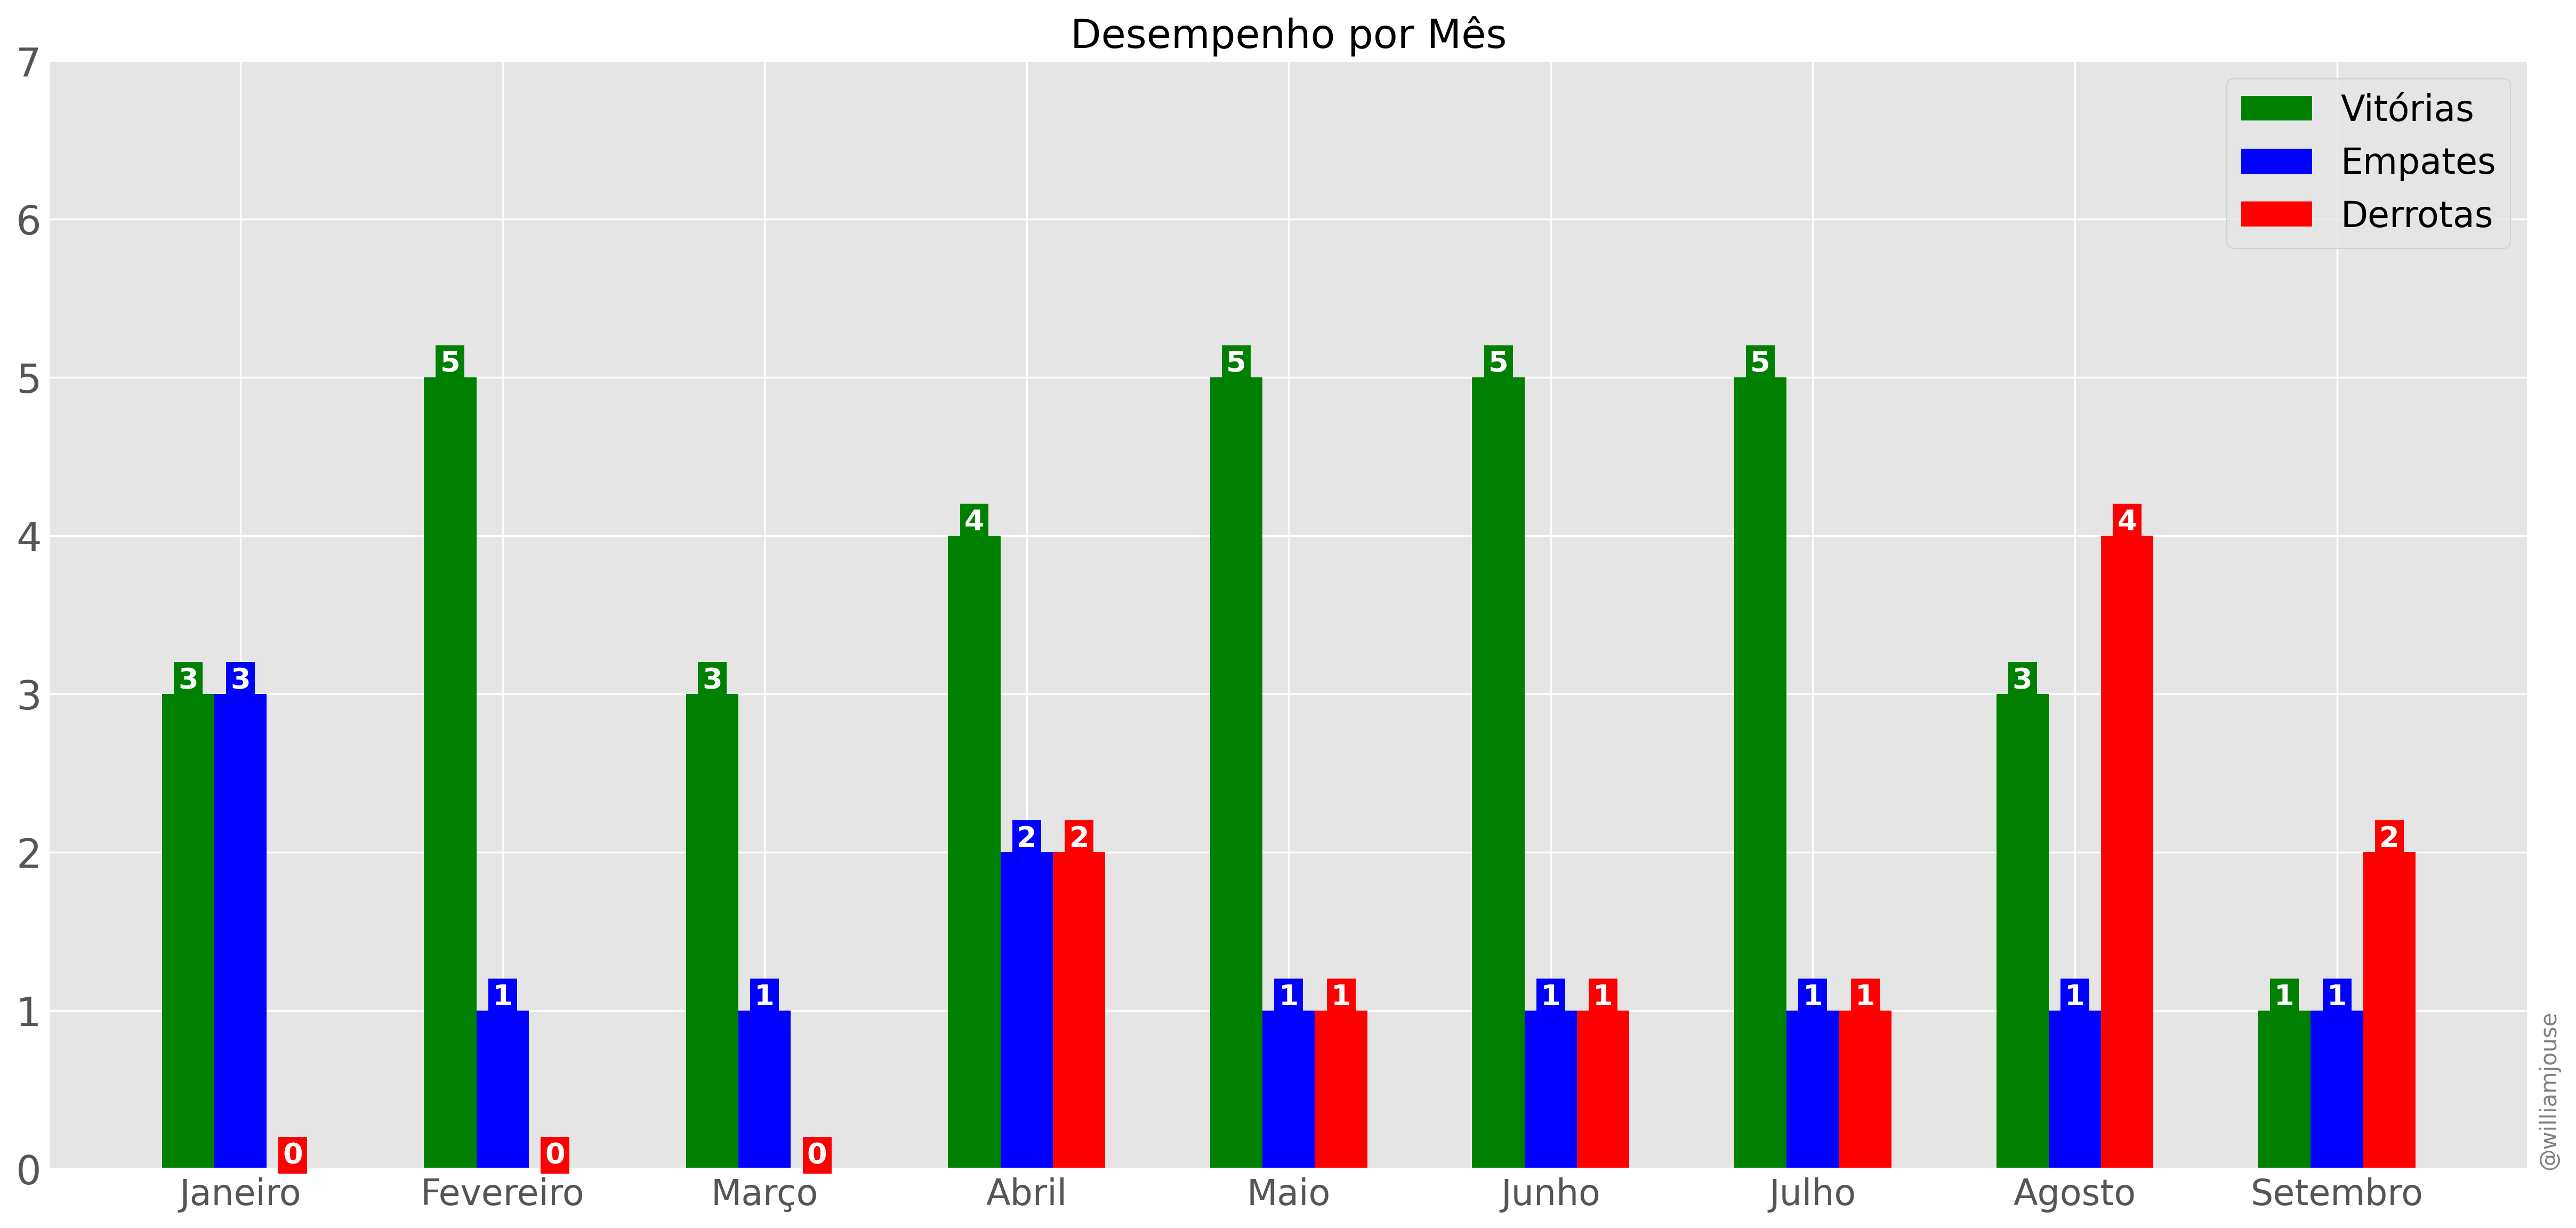 Desempenho por Mês
7
6
5
4
3
2
1
0
Vitórias
Empates
Derrotas
3 3 0
5 1 0
3 1 0
4 2 2
5 1 1
5 1 1
5 1 1
3 1 4
1 1 2
Janeiro Fevereiro Março Abril Maio Junho Julho Agosto Setembro
@williamjouse